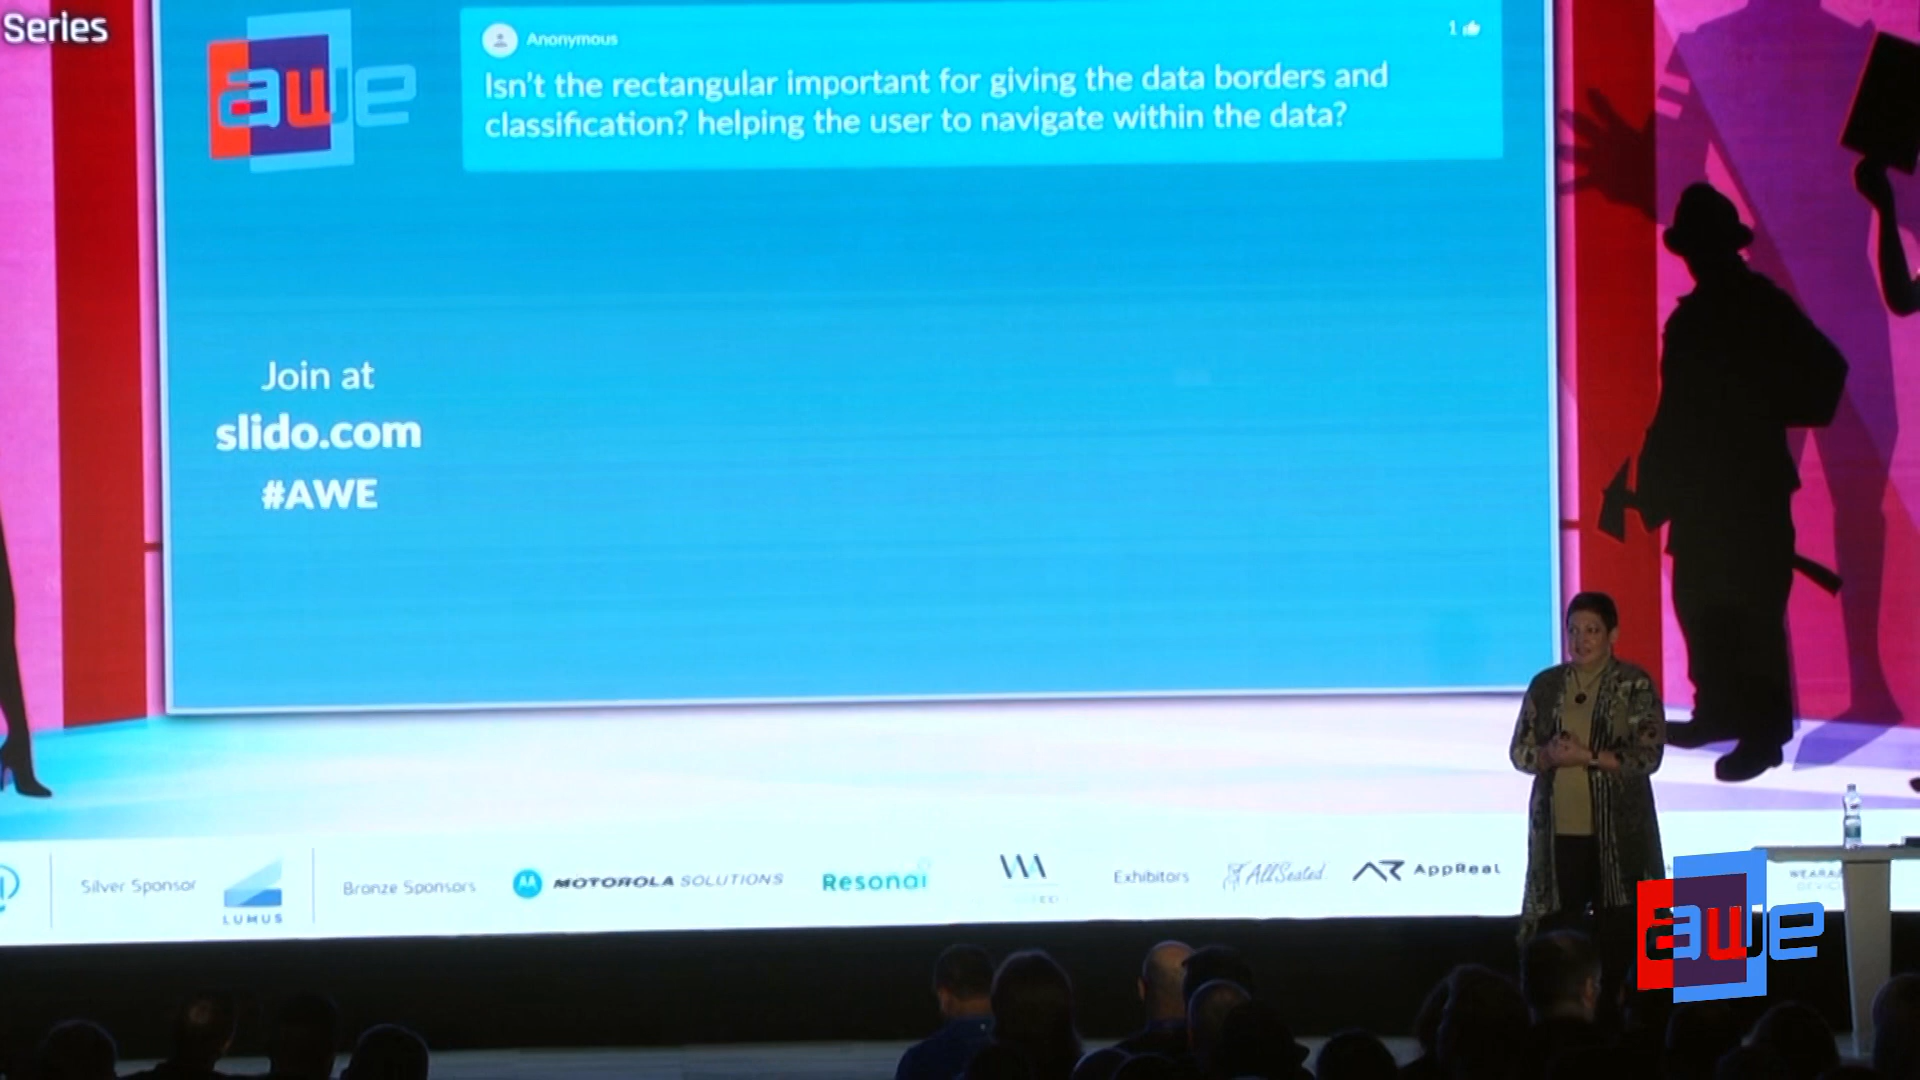 Series
awe
Anonymous
1
Isn't the rectangular important for giving the data borders and
classification? helping the user to navigate within the data?
Join at
slido.com
#AWE
Silver Sponsor
LUMUS
Bronze Sponsors
MOTOROLA SOLUTIONS
Resonai
Exhibitors
AllSeated
AppReal
awe